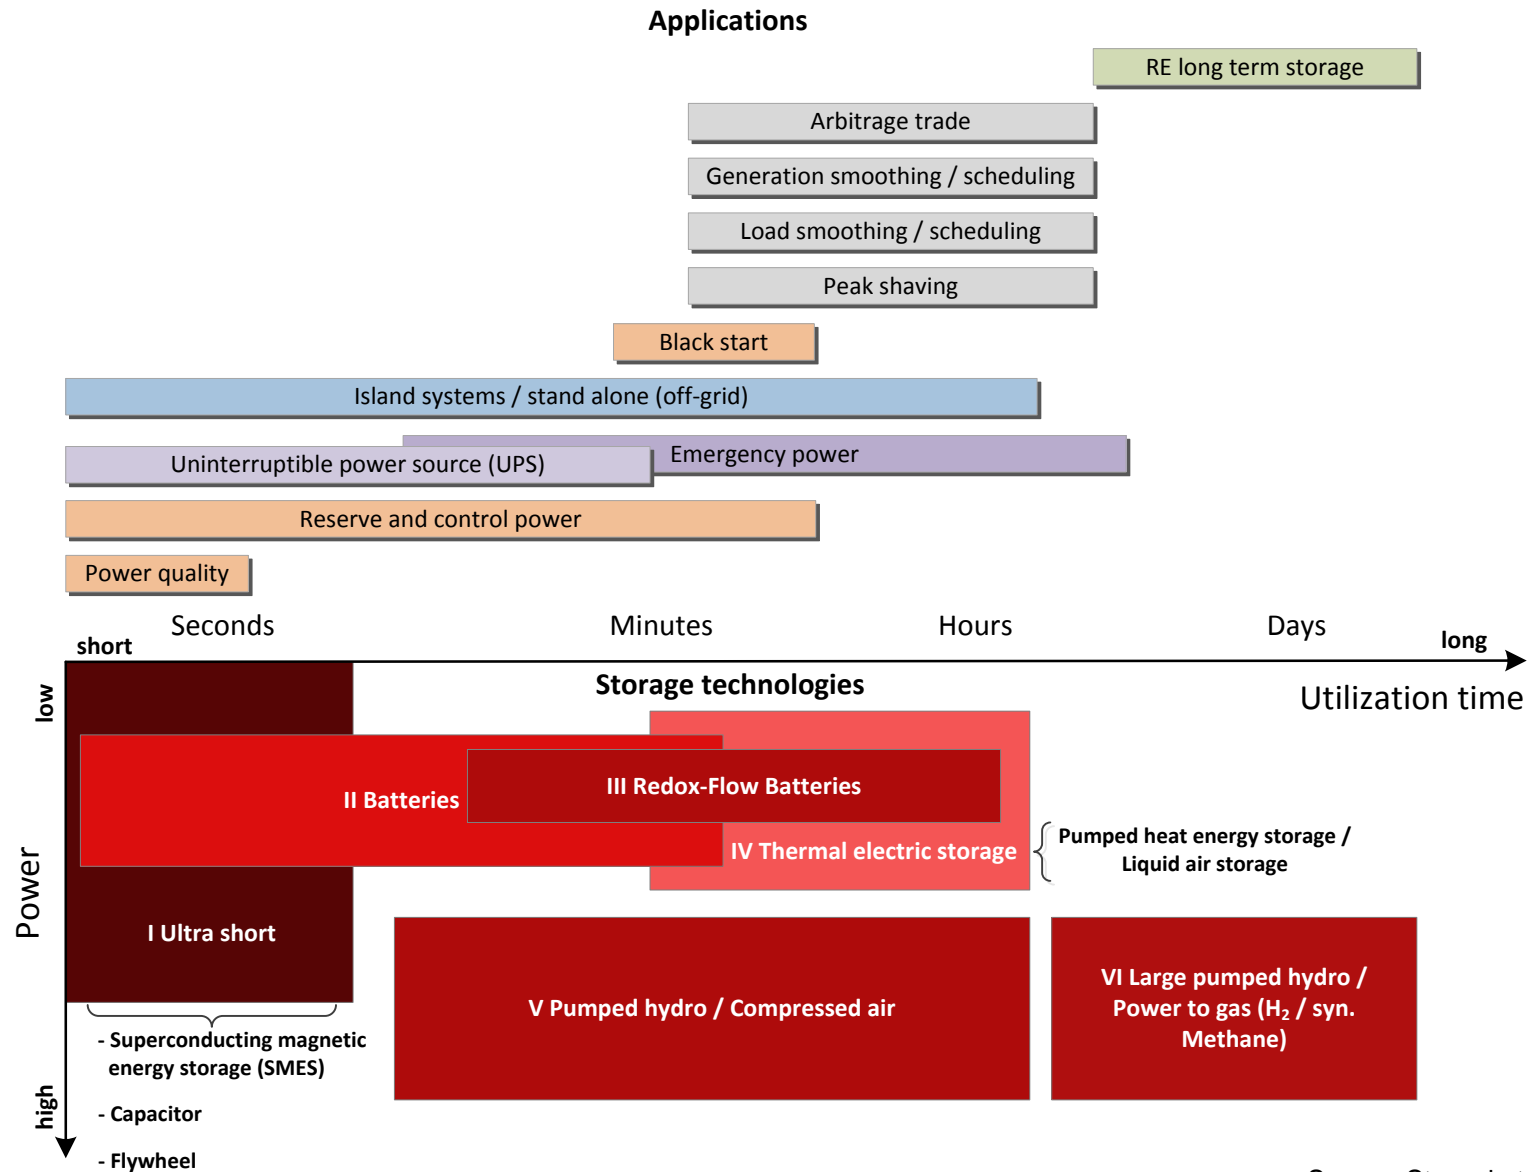 Applications
RE long term storage
Arbitrage trade
Generation smoothing / scheduling
Load smoothing / scheduling
Peak shaving
Black start
Island systems / stand alone (off-grid)
Emergency power
Uninterruptible power source (UPS)
Reserve and control power
Power quality
Seconds
Minutes
Hours
Days
short
long
Utilization time
Storage technologies
low
Power
high
II Batteries
III Redox-Flow Batteries
IV Thermal electric storage
Pumped heat energy storage /
Liquid air storage
I Ultra short
V Pumped hydro / Compressed air
VI Large pumped hydro /
Power to gas (H₂ / syn.
Methane)
- Superconducting magnetic
energy storage (SMES)
- Capacitor
- Flywheel